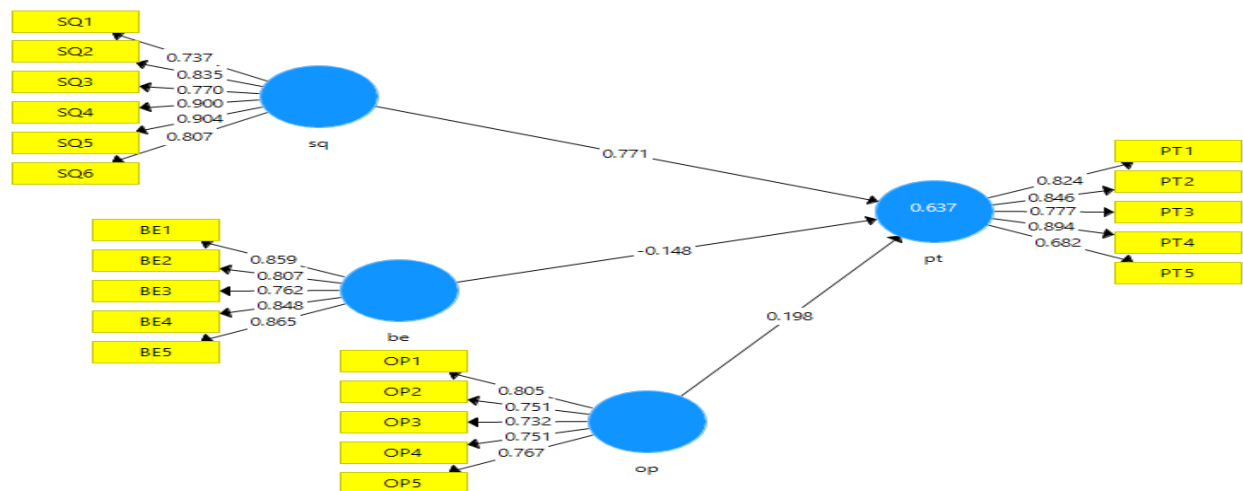 SQ1
SQ2
SQ3
SQ4
SQ5
SQ6
0.737
0.835
0.770
0.900
0.904
0.807
sq
0.771
BE1
BE2
BE3
BE4
BE5
0.859
0.807
0.762
0.848
0.865
be
-0.148
OP1
OP2
OP3
OP4
OP5
0.805
0.751
0.732
0.751
0.767
op
0.198
0.637
pt
0.824
0.846
0.777
0.894
0.682
PT1
PT2
PT3
PT4
PT5